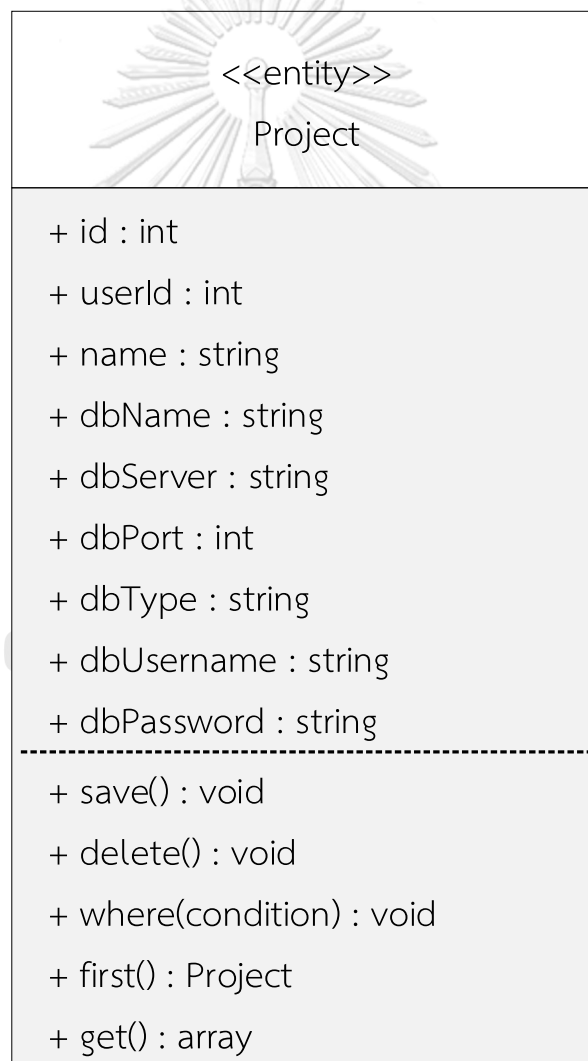 <<entity>>
Project
+ id : int
+ userId : int
+ name : string
+ dbName : string
+ dbServer : string
+ dbPort : int
+ dbType : string
+ dbUsername : string
+ dbPassword : string
+ save() : void
+ delete() : void
+ where(condition) : void
+ first() : Project
+ get() : array